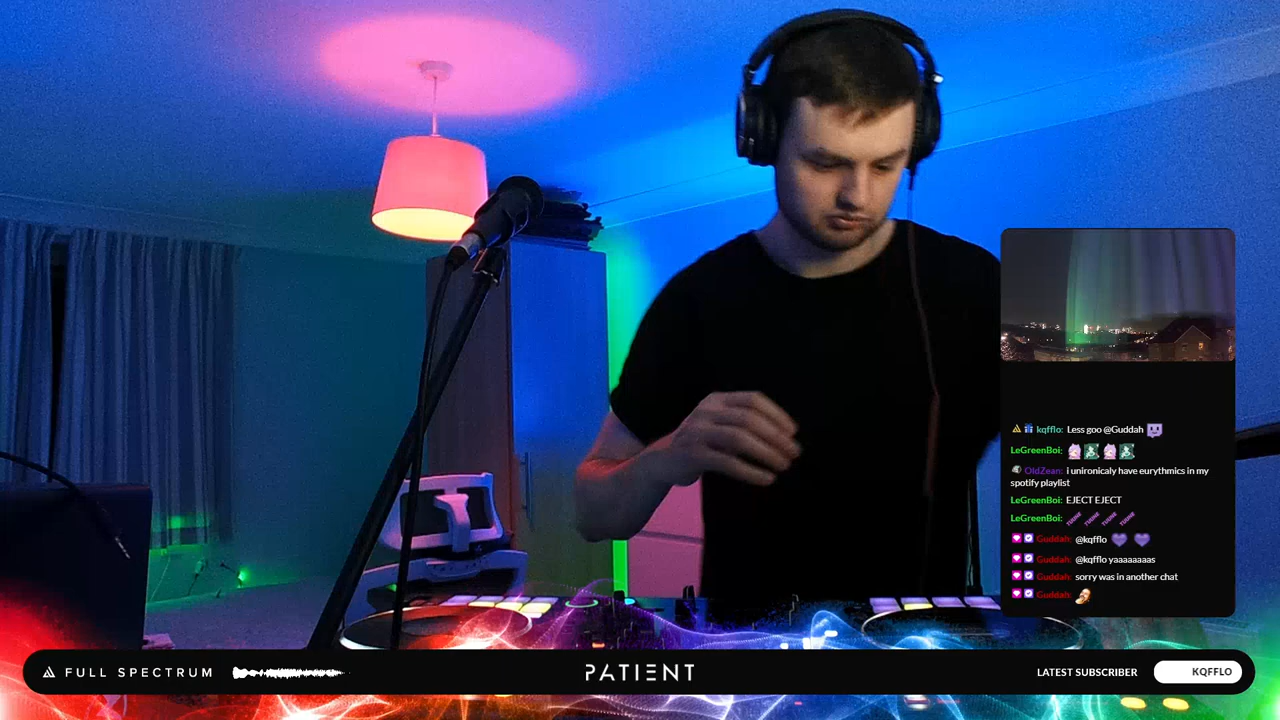 kqfflo: Less goo @Guddah
LeGreenBoi:
OldZean: i unironicaly have eurythmics in my
spotify playlist
LeGreenBoi: EJECT EJECT
LeGreenBoi:
Guddah: @kqfflo
Guddah: @kqfflo yaaaaaaaas
Guddah: sorry was in another chat
Guddah:
FULL SPECTRUM
PATIENT
LATEST SUBSCRIBER
KQFFLO